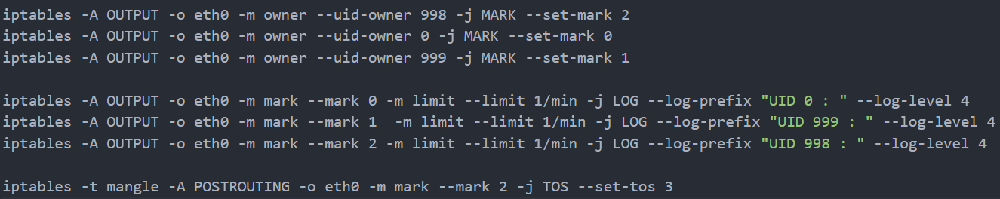 iptables -A OUTPUT -o eth0 -m owner --uid-owner 998 -j MARK --set-mark 2
iptables -A OUTPUT -o eth0 -m owner --uid-owner 0 -j MARK --set-mark 0
iptables -A OUTPUT -o eth0 -m owner --uid-owner 999 -j MARK --set-mark 1

iptables -A OUTPUT -o eth0 -m mark --mark 0 -m limit --limit 1/min -j LOG --log-prefix "UID 0 : " --log-level 4
iptables -A OUTPUT -o eth0 -m mark --mark 1  -m limit --limit 1/min -j LOG --log-prefix "UID 999 : " --log-level 4
iptables -A OUTPUT -o eth0 -m mark --mark 2 -m limit --limit 1/min -j LOG --log-prefix "UID 998 : " --log-level 4

iptables -t mangle -A POSTROUTING -o eth0 -m mark --mark 2 -j TOS --set-tos 3